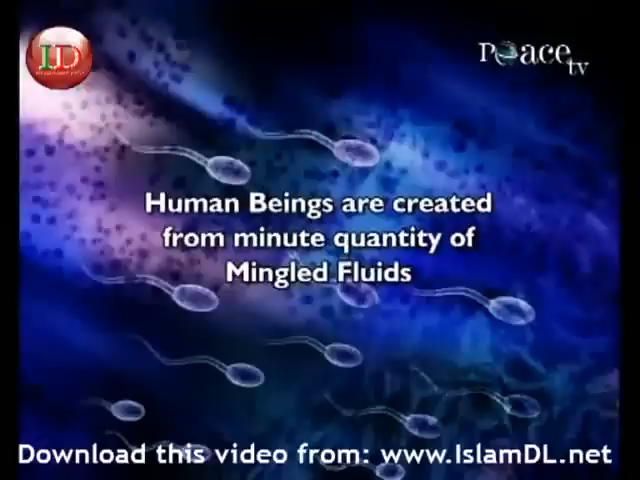 ID
peace tv
Human Beings are created
from minute quantity of
Mingled Fluids
Download this video from: www.IslamDL.net